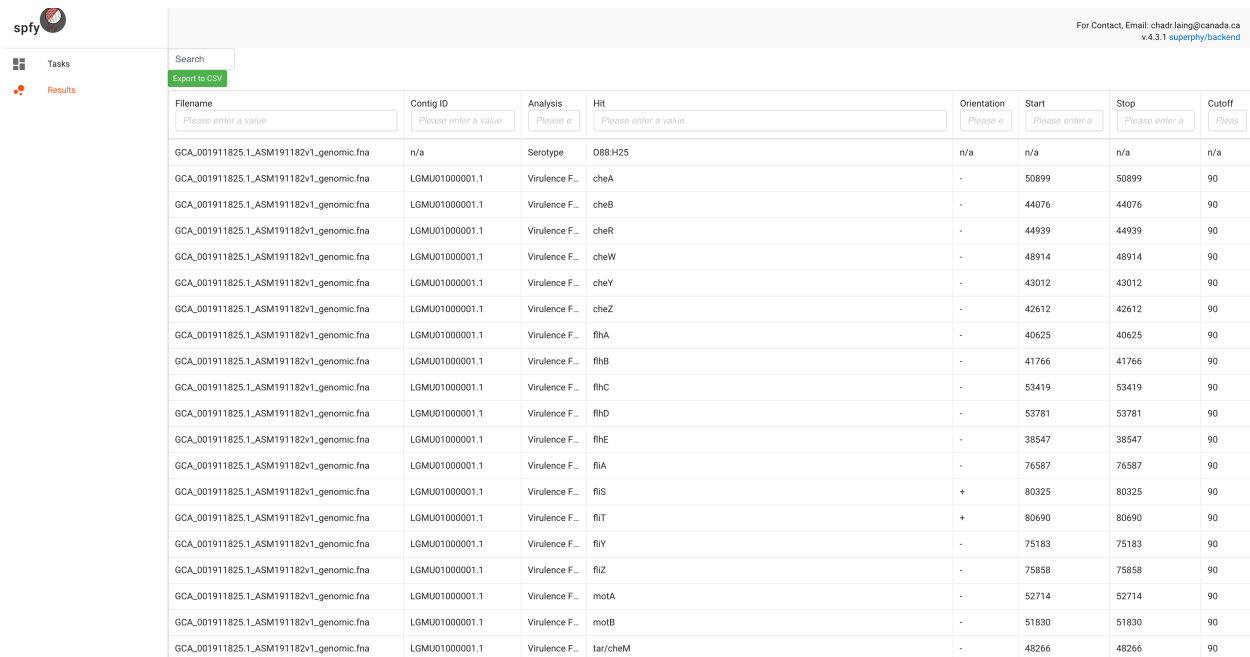 spfy
For Contact, Email: chadr.laing@canada.ca
v.4.3.1 superphy/backend
Tasks
Results
Search
Export to CSV
Filename Contig ID Analysis Hit Orientation Start Stop Cutoff
Please enter a value Please enter a value Please e Please enter a value Please e Please enter a Please enter a Pleas
GCA_001911825.1_ASM191182v1_genomic.fna n/a Serotype O88:H25 n/a n/a n/a n/a
GCA_001911825.1_ASM191182v1_genomic.fna LGMU01000001.1 Virulence F... cheA - 50899 50899 90
GCA_001911825.1_ASM191182v1_genomic.fna LGMU01000001.1 Virulence F... cheB - 44076 44076 90
GCA_001911825.1_ASM191182v1_genomic.fna LGMU01000001.1 Virulence F... cheR - 44939 44939 90
GCA_001911825.1_ASM191182v1_genomic.fna LGMU01000001.1 Virulence F... cheW - 48914 48914 90
GCA_001911825.1_ASM191182v1_genomic.fna LGMU01000001.1 Virulence F... cheY - 43012 43012 90
GCA_001911825.1_ASM191182v1_genomic.fna LGMU01000001.1 Virulence F... cheZ - 42612 42612 90
GCA_001911825.1_ASM191182v1_genomic.fna LGMU01000001.1 Virulence F... flhA - 40625 40625 90
GCA_001911825.1_ASM191182v1_genomic.fna LGMU01000001.1 Virulence F... flhB - 41766 41766 90
GCA_001911825.1_ASM191182v1_genomic.fna LGMU01000001.1 Virulence F... flhC - 53419 53419 90
GCA_001911825.1_ASM191182v1_genomic.fna LGMU01000001.1 Virulence F... flhD - 53781 53781 90
GCA_001911825.1_ASM191182v1_genomic.fna LGMU01000001.1 Virulence F... flhE - 38547 38547 90
GCA_001911825.1_ASM191182v1_genomic.fna LGMU01000001.1 Virulence F... fliA - 76587 76587 90
GCA_001911825.1_ASM191182v1_genomic.fna LGMU01000001.1 Virulence F... fliS + 80325 80325 90
GCA_001911825.1_ASM191182v1_genomic.fna LGMU01000001.1 Virulence F... fliT + 80690 80690 90
GCA_001911825.1_ASM191182v1_genomic.fna LGMU01000001.1 Virulence F... fliY - 75183 75183 90
GCA_001911825.1_ASM191182v1_genomic.fna LGMU01000001.1 Virulence F... fliZ - 75858 75858 90
GCA_001911825.1_ASM191182v1_genomic.fna LGMU01000001.1 Virulence F... motA - 52714 52714 90
GCA_001911825.1_ASM191182v1_genomic.fna LGMU01000001.1 Virulence F... motB - 51830 51830 90
GCA_001911825.1_ASM191182v1_genomic.fna LGMU01000001.1 Virulence F... tar/cheM - 48266 48266 90